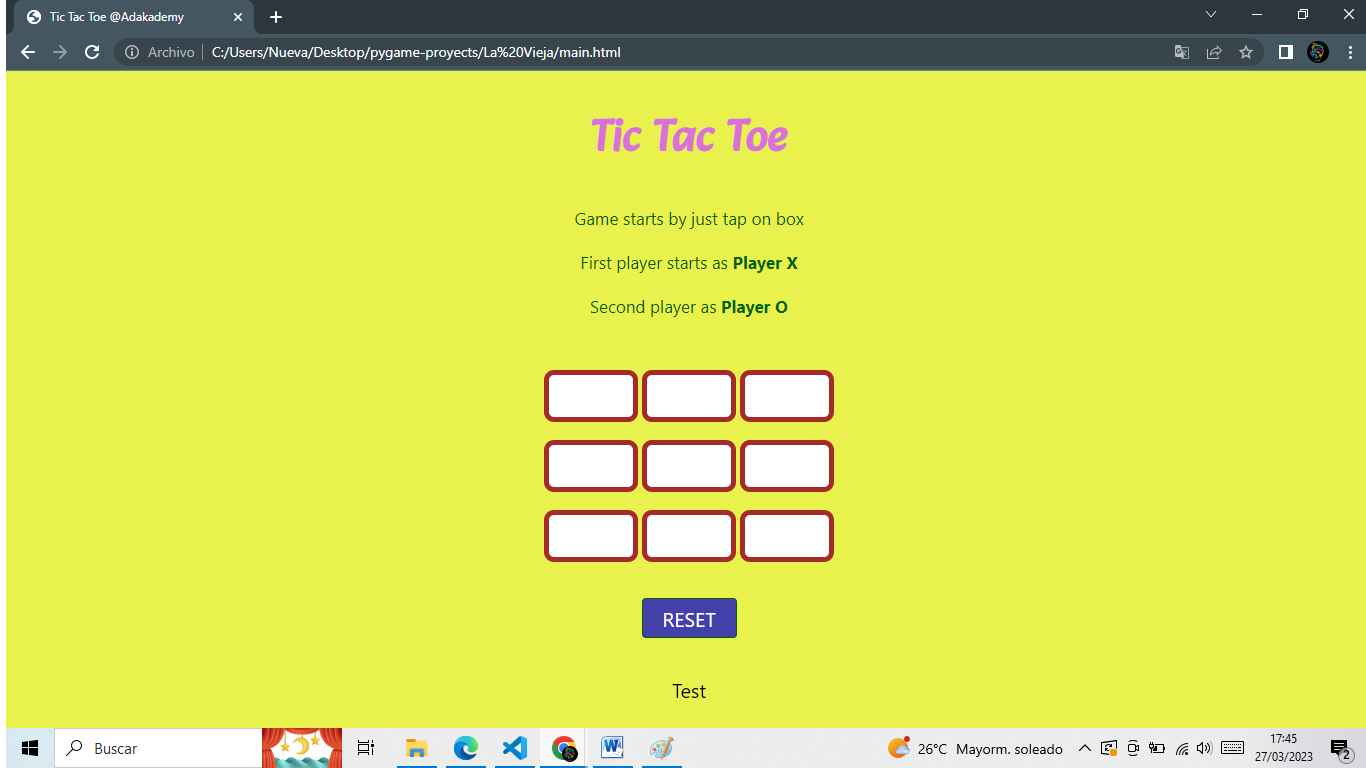 Tic Tac Toe @Adakademy
Archivo C:/Users/Nueva/Desktop/pygame-proyects/La%20Vieja/main.html
Tic Tac Toe
Game starts by just tap on box
First player starts as Player X
Second player as Player O
RESET
Test
Buscar
26°C Mayorm. soleado
17:45
27/03/2023
2